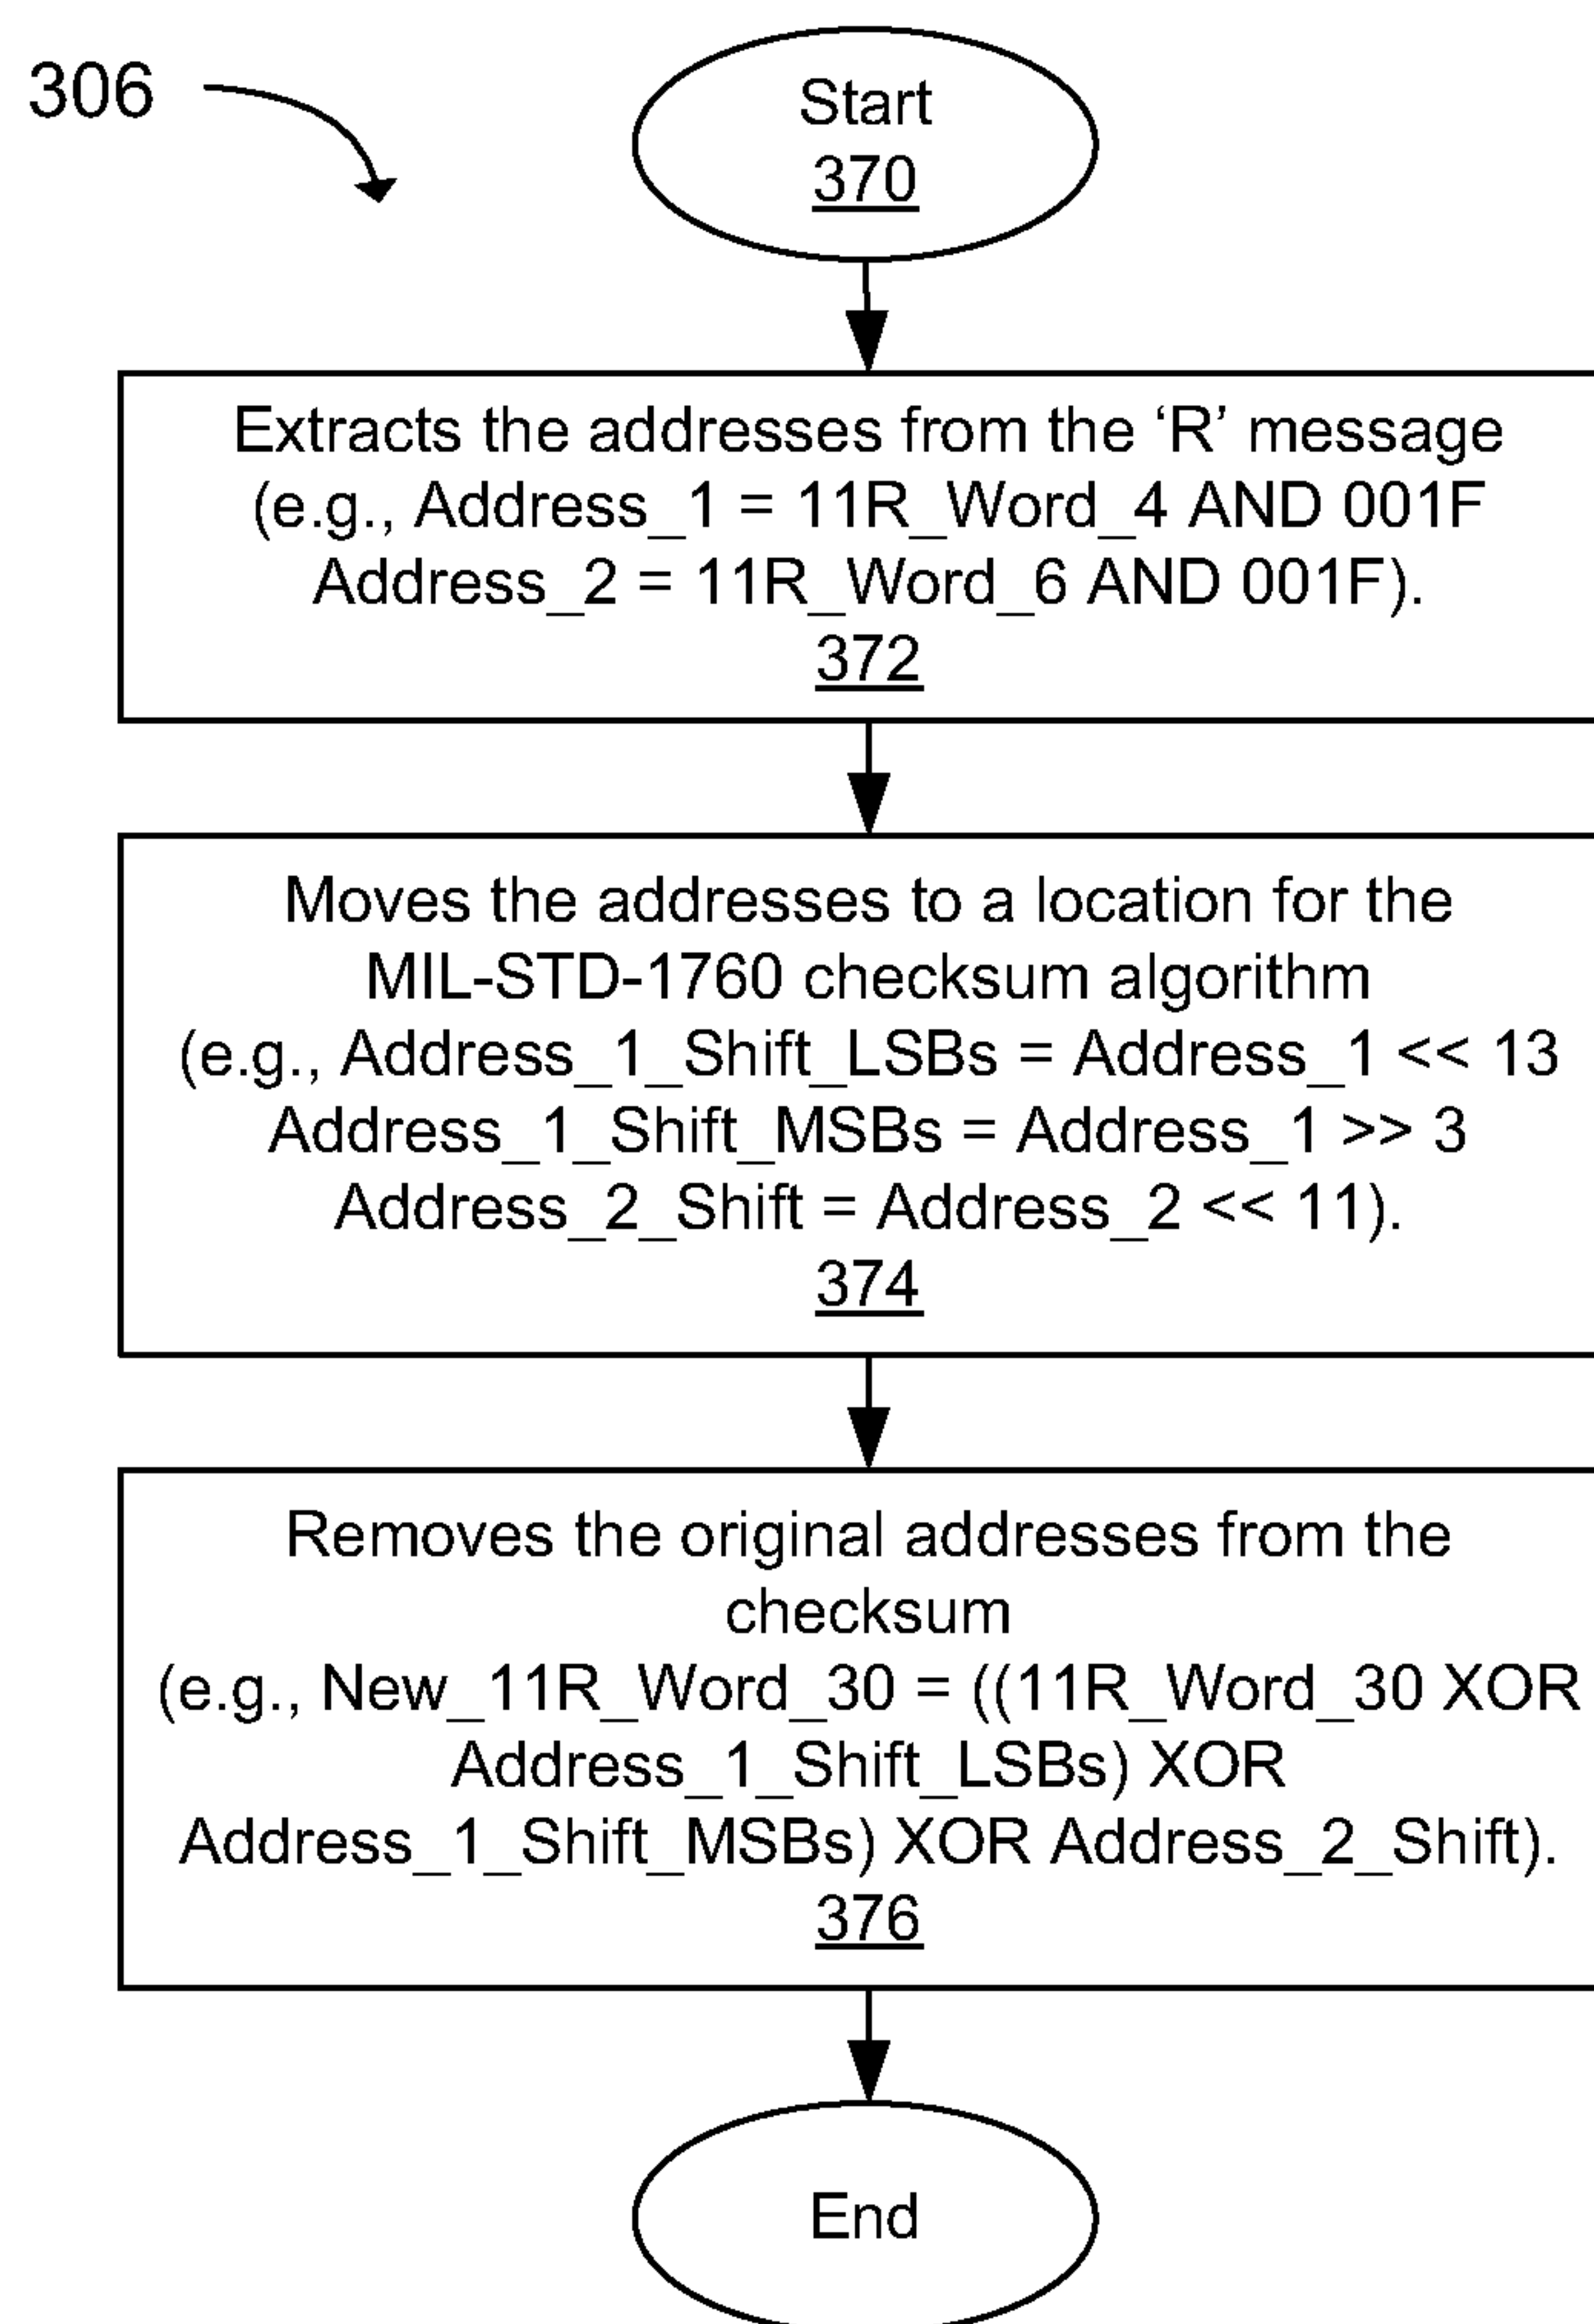 306
Start
370
Extracts the addresses from the ‘R’ message
(e.g., Address_1 = 11R_Word_4 AND 001F
Address_2 = 11R_Word_6 AND 001F).
372
Moves the addresses to a location for the
MIL-STD-1760 checksum algorithm
(e.g., Address_1_Shift_LSBs = Address_1 << 13
Address_1_Shift_MSBs = Address_1 >> 3
Address_2_Shift = Address_2 << 11).
374
Removes the original addresses from the
checksum
(e.g., New_11R_Word_30 = ((11R_Word_30 XOR
Address_1_Shift_LSBs) XOR
Address_1_Shift_MSBs) XOR Address_2_Shift).
376
End